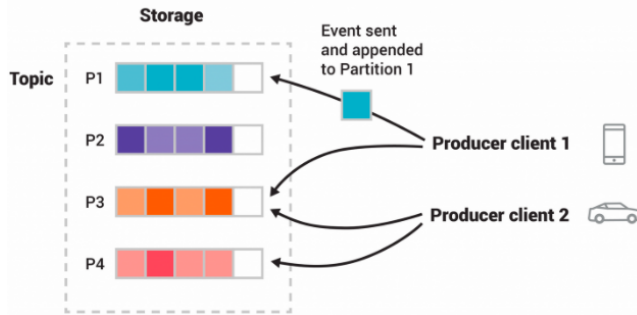 Storage
Event sent
and appended
to Partition 1
Topic
P1
P2
Producer client 1
P3
Producer client 2
P4